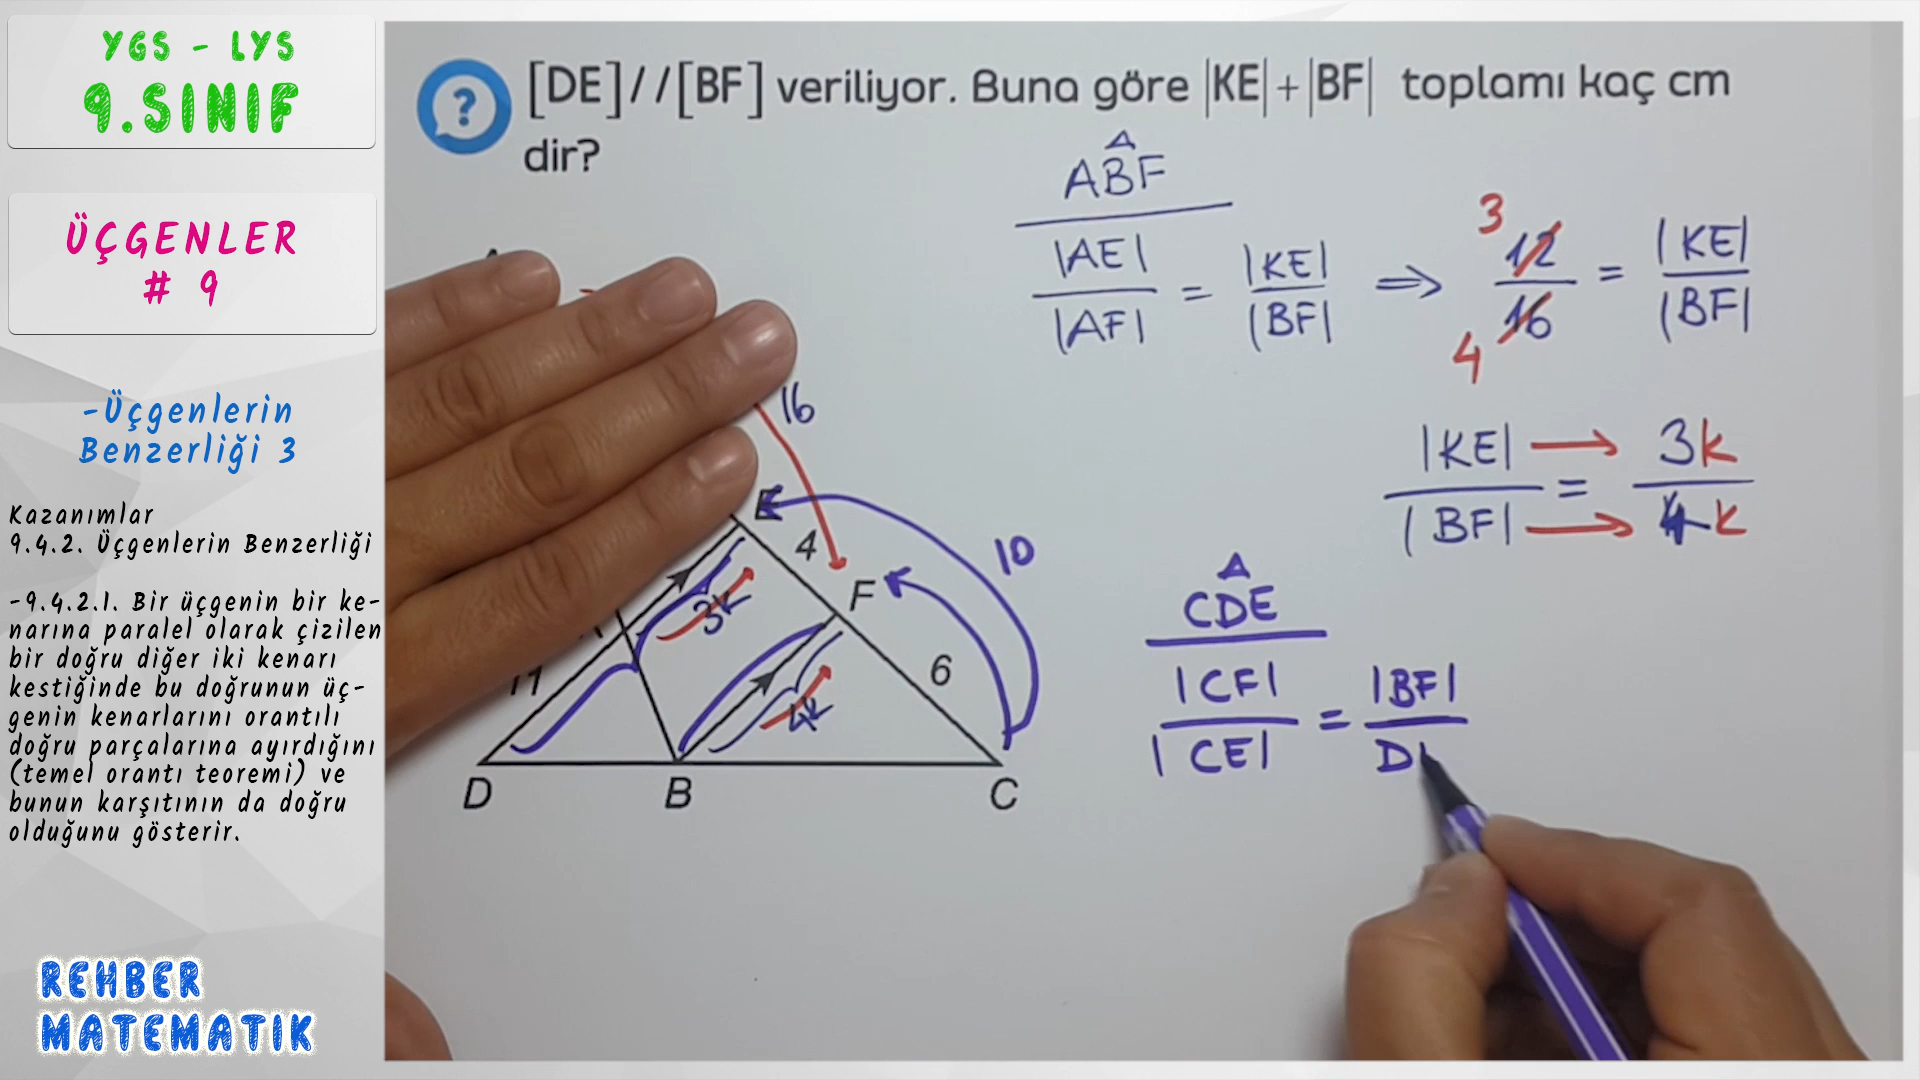 YGS - LYS
9.SINIF
ÜÇGENLER
# 9
-Üçgenlerin
Benzerliği 3
Kazanımlar
9.4.2. Üçgenlerin Benzerliği
-9.4.2.1. Bir üçgenin bir ke-
narına paralel olarak çizilen
bir doğru diğer iki kenarı
kestiğinde bu doğrunun üç-
genin kenarlarını orantılı
doğru parçalarına ayırdığını
(temel orantı teoremi) ve
bunun karşıtının da doğru
olduğunu gösterir.
REHBER
MATEMATIK
? [DE]//[BF] veriliyor. Buna göre |KE|+|BF| toplamı kaç cm
dir?
ABF
|AE| / |AF| = |KE| / |BF| ⇒ 12 / 16 = |KE| / |BF|
3
4
|KE| → 3k
=
|BF| → 4k
16
E
4
10
F
3k
6
4k
D
B
C
CDE
|CF| / |CE| = |BF| / D